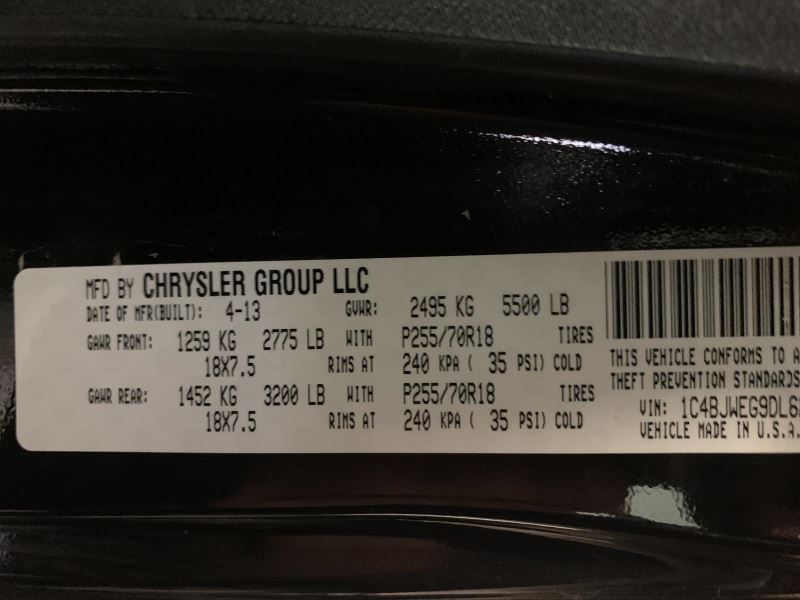 MFD BY CHRYSLER GROUP LLC
DATE OF MFR(BUILT): 4-13 GVWR: 2495 KG 5500 LB
GAWR FRONT: 1259 KG 2775 LB WITH P255/70R18 TIRES
18X7.5 RIMS AT 240 KPA ( 35 PSI) COLD
GAWR REAR: 1452 KG 3200 LB WITH P255/70R18 TIRES
18X7.5 RIMS AT 240 KPA ( 35 PSI) COLD
THIS VEHICLE CONFORMS TO A
THEFT PREVENTION STANDARDS
VIN: 1C4BJWEG9DL6
VEHICLE MADE IN U.S.A.